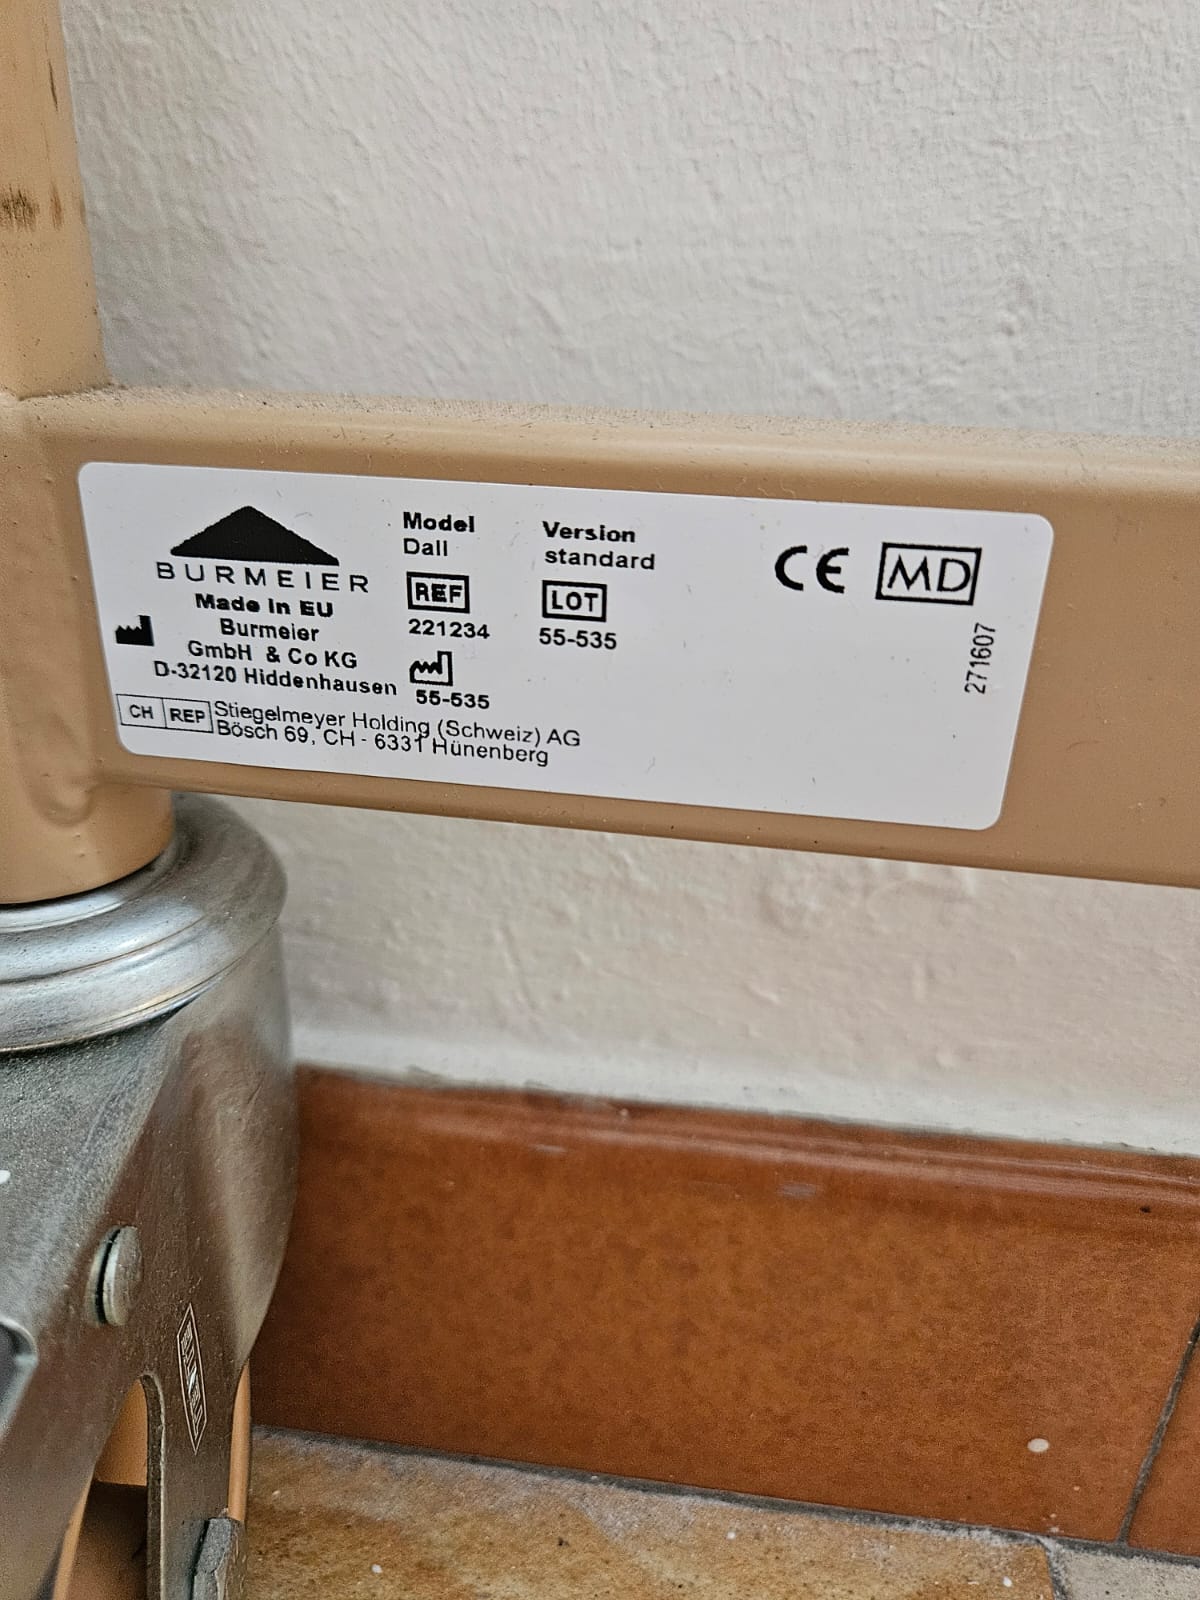 BURMEIER
Made in EU
Burmeier
GmbH & Co KG
D-32120 Hiddenhausen
Model
Dali
REF
221234
55-535
Version
standard
LOT
55-535
CE MD
271607
CH REP Stiegelmeyer Holding (Schweiz) AG
Bösch 69, CH - 6331 Hünenberg
TENTE